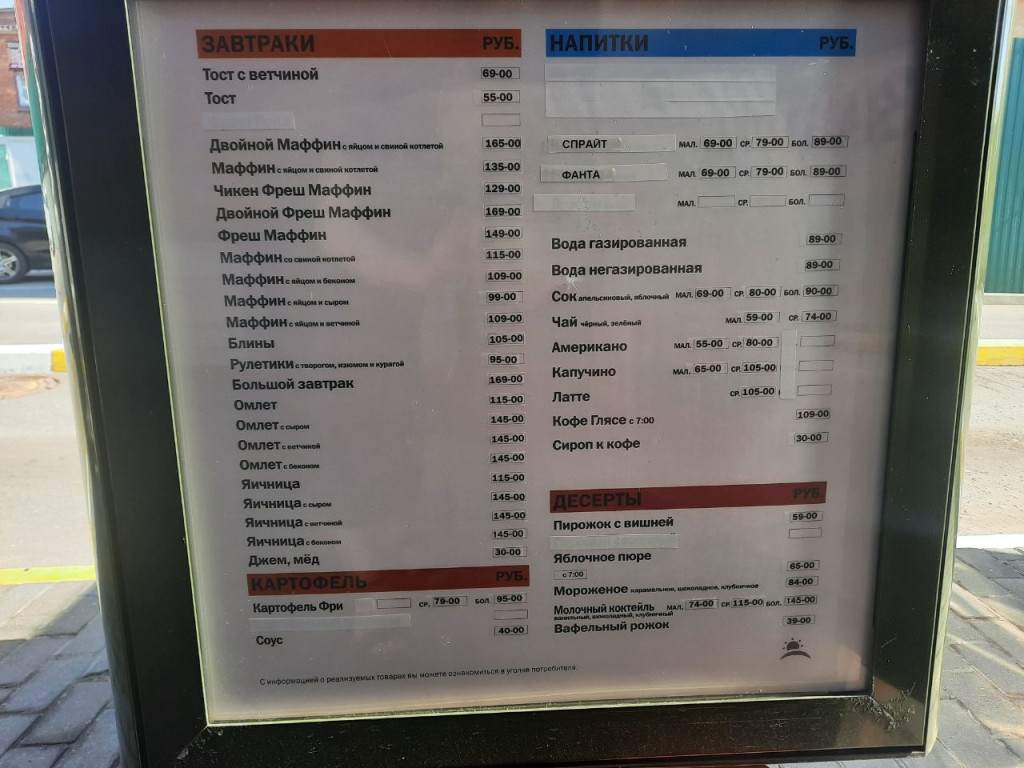 ЗАВТРАКИ РУБ.
Тост с ветчиной 69-00
Тост 55-00
Двойной Маффин с яйцом и свиной котлетой 165-00
Маффин с яйцом и свиной котлетой 135-00
Чикен Фреш Маффин 129-00
Двойной Фреш Маффин 169-00
Фреш Маффин 149-00
Маффин со свиной котлетой 115-00
Маффин с яйцом и беконом 109-00
Маффин с яйцом и сыром 99-00
Маффин с яйцом и ветчиной 109-00
Блины 105-00
Рулетики с творогом, изюмом и курагой 95-00
Большой завтрак 169-00
Омлет 115-00
Омлет с сыром 145-00
Омлет с ветчиной 145-00
Омлет с беконом 145-00
Яичница 115-00
Яичница с сыром 145-00
Яичница с ветчиной 145-00
Яичница с беконом 145-00
Джем, мёд 30-00
КАРТОФЕЛЬ РУБ.
Картофель Фри СР. 79-00 БОЛ. 95-00
Соус 40-00
НАПИТКИ РУБ.
СПРАЙТ МАЛ. 69-00 СР. 79-00 БОЛ. 89-00
ФАНТА МАЛ. 69-00 СР. 79-00 БОЛ. 89-00
МАЛ. СР. БОЛ.
Вода газированная 89-00
Вода негазированная 89-00
Сок апельсиновый, яблочный МАЛ. 69-00 СР. 80-00 БОЛ. 90-00
Чай чёрный, зелёный МАЛ. 59-00 СР. 74-00
Американо МАЛ. 55-00 СР. 80-00
Капучино МАЛ. 65-00 СР. 105-00
Латте СР. 105-00
Кофе Глясе с 7:00 109-00
Сироп к кофе 30-00
ДЕСЕРТЫ РУБ.
Пирожок с вишней 59-00
Яблочное пюре 65-00
с 7:00
Мороженое карамельное, шоколадное, клубничное 84-00
Молочный коктейль МАЛ. 74-00 СР. 115-00 БОЛ. 145-00
ванильный, шоколадный, клубничный
Вафельный рожок 39-00
С информацией о реализуемых товарах вы можете ознакомиться в уголке потребителя.